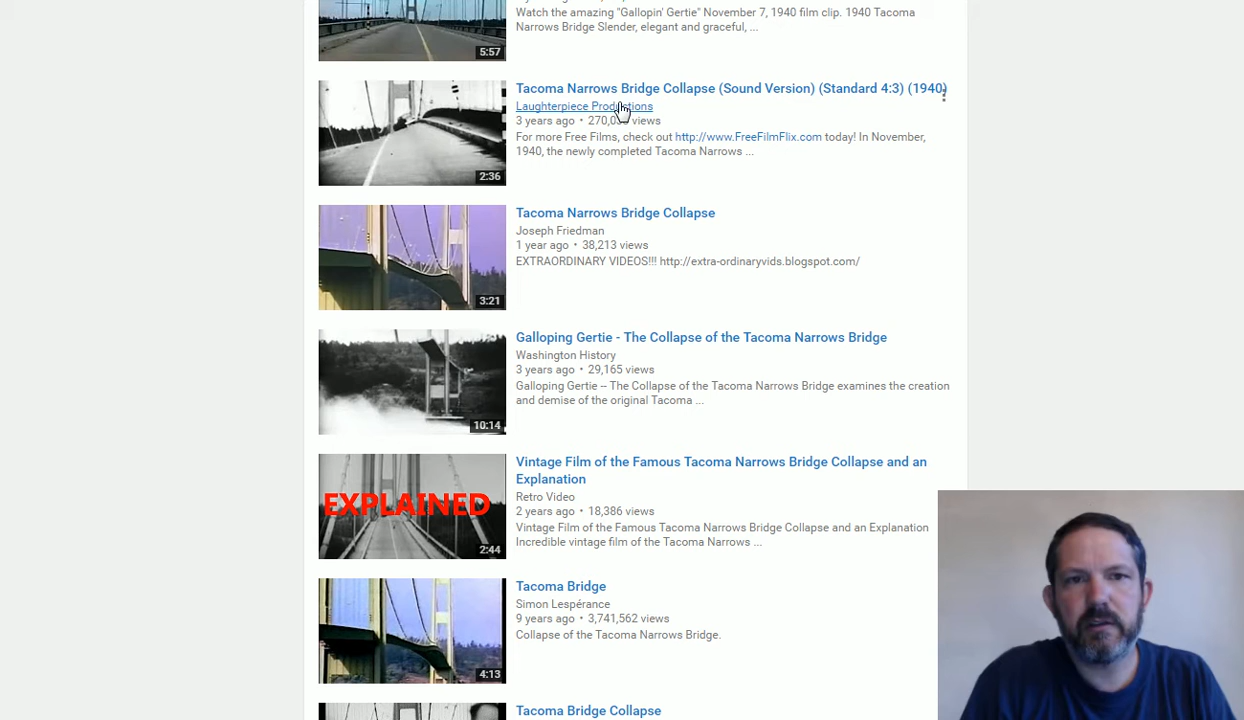 Watch the amazing "Gallopin' Gertie" November 7, 1940 film clip. 1940 Tacoma
Narrows Bridge Slender, elegant and graceful, ...
5:57
Tacoma Narrows Bridge Collapse (Sound Version) (Standard 4:3) (1940)
Laughterpiece Productions
3 years ago • 270,0 views
For more Free Films, check out http://www.FreeFilmFlix.com today! In November,
1940, the newly completed Tacoma Narrows ...
2:36
Tacoma Narrows Bridge Collapse
Joseph Friedman
1 year ago • 38,213 views
EXTRAORDINARY VIDEOS!!! http://extra-ordinaryvids.blogspot.com/
3:21
Galloping Gertie - The Collapse of the Tacoma Narrows Bridge
Washington History
3 years ago • 29,165 views
Galloping Gertie -- The Collapse of the Tacoma Narrows Bridge examines the creation
and demise of the original Tacoma ...
10:14
Vintage Film of the Famous Tacoma Narrows Bridge Collapse and an
Explanation
Retro Video
2 years ago • 18,386 views
Vintage Film of the Famous Tacoma Narrows Bridge Collapse and an Explanation
Incredible vintage film of the Tacoma Narrows ...
EXPLAINED
2:44
Tacoma Bridge
Simon Lespérance
9 years ago • 3,741,562 views
Collapse of the Tacoma Narrows Bridge.
4:13
Tacoma Bridge Collapse